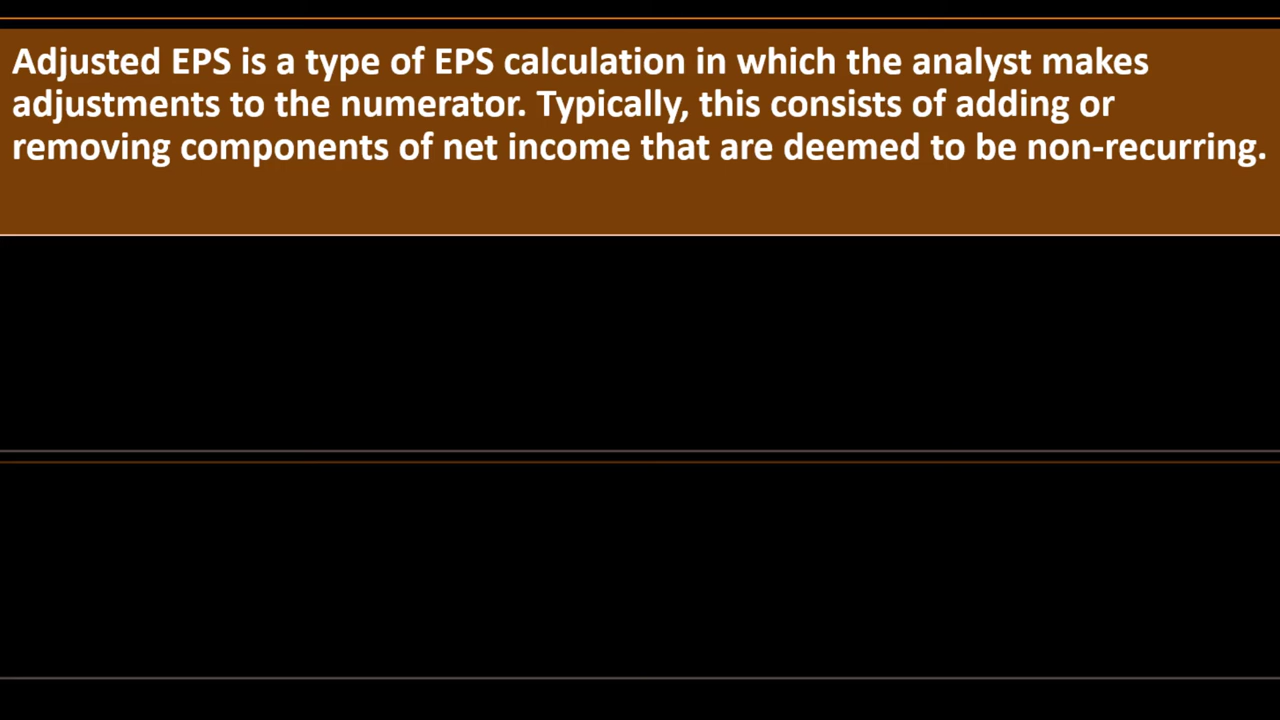 Adjusted EPS is a type of EPS calculation in which the analyst makes
adjustments to the numerator. Typically, this consists of adding or
removing components of net income that are deemed to be non-recurring.